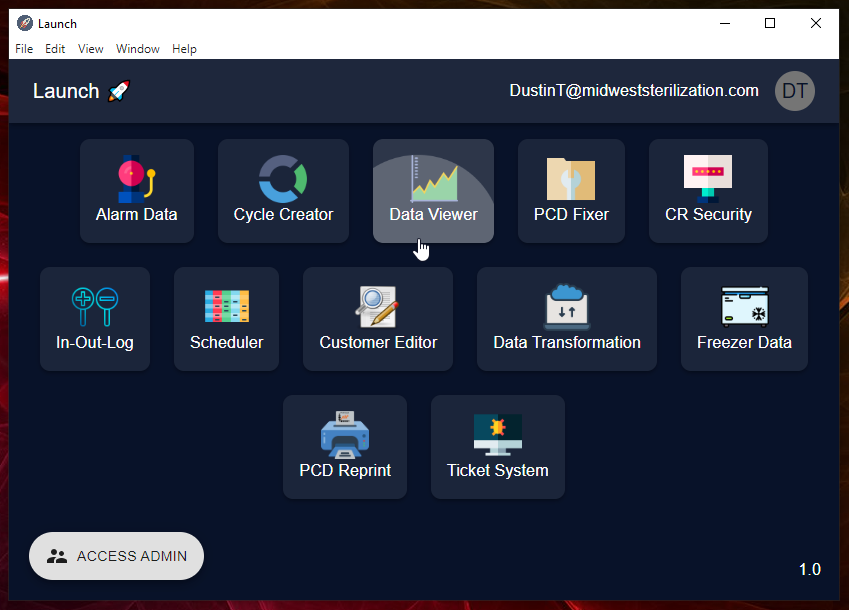 Launch
File Edit View Window Help
Launch 🚀 DustinT@midweststerilization.com DT
Alarm Data Cycle Creator Data Viewer PCD Fixer CR Security
In-Out-Log Scheduler Customer Editor Data Transformation Freezer Data
PCD Reprint Ticket System
ACCESS ADMIN
1.0